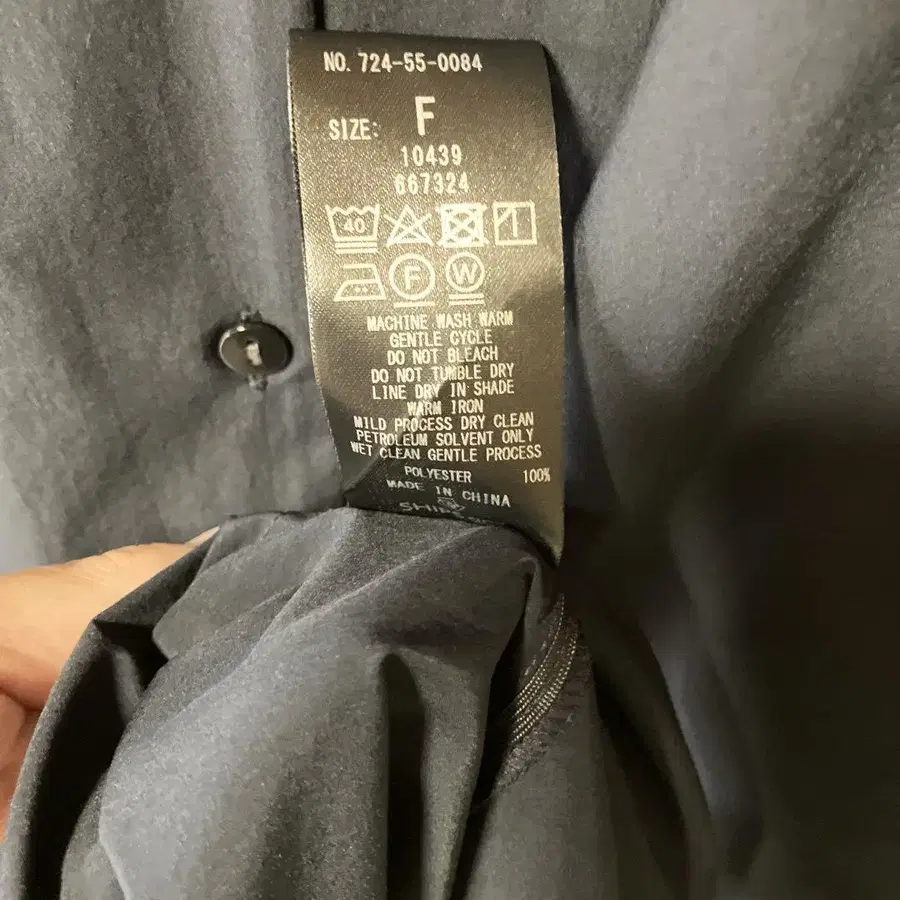 NO. 724-55-0084
SIZE: F
10439
667324
40
F W
MACHINE WASH WARM
GENTLE CYCLE
DO NOT BLEACH
DO NOT TUMBLE DRY
LINE DRY IN SHADE
WARM IRON
MILD PROCESS DRY CLEAN
PETROLEUM SOLVENT ONLY
WET CLEAN GENTLE PROCESS
POLYESTER 100%
MADE IN CHINA